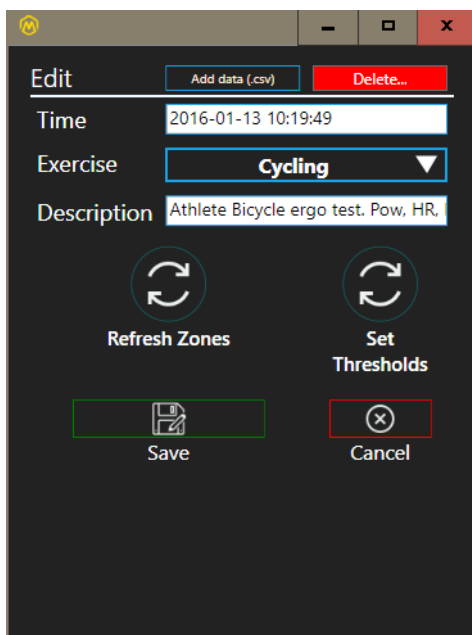 Edit
Add data (.csv)
Delete...
Time
2016-01-13 10:19:49
Exercise
Cycling
Description
Athlete Bicycle ergo test. Pow, HR,
Refresh Zones
Set
Thresholds
Save
Cancel